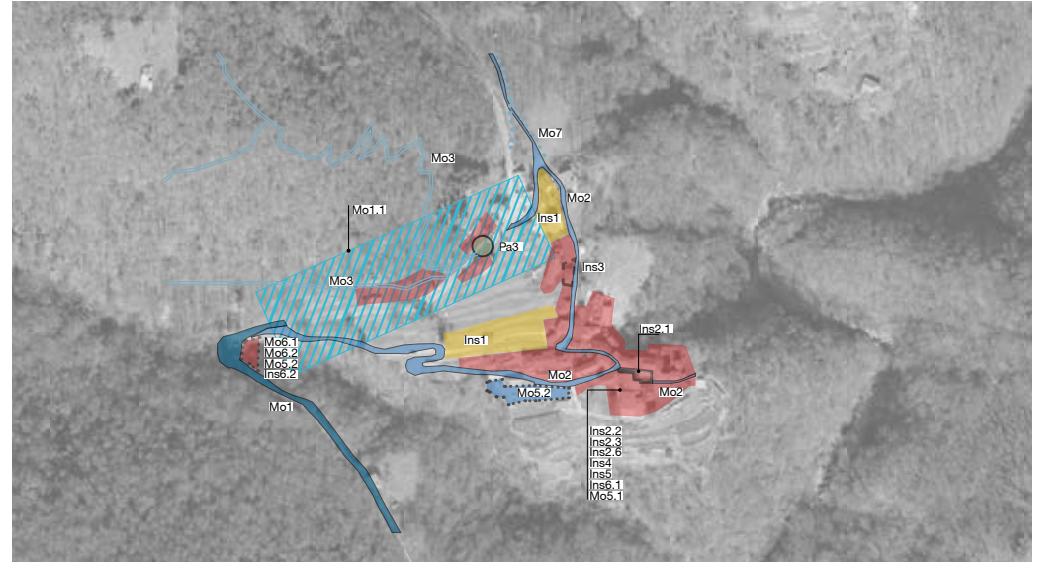 Mo7
Mo3
Mo2
Mo1.1
Ins1
Pa3
Ins3
Mo3
Ins2.1
Ins1
Mo6.1
Mo6.2
Mo5.2
Ins6.2
Mo2
Mo5.2
Mo2
Mo1
Ins2.2
Ins2.3
Ins2.6
Ins4
Ins5
Ins6.1
Mo5.1